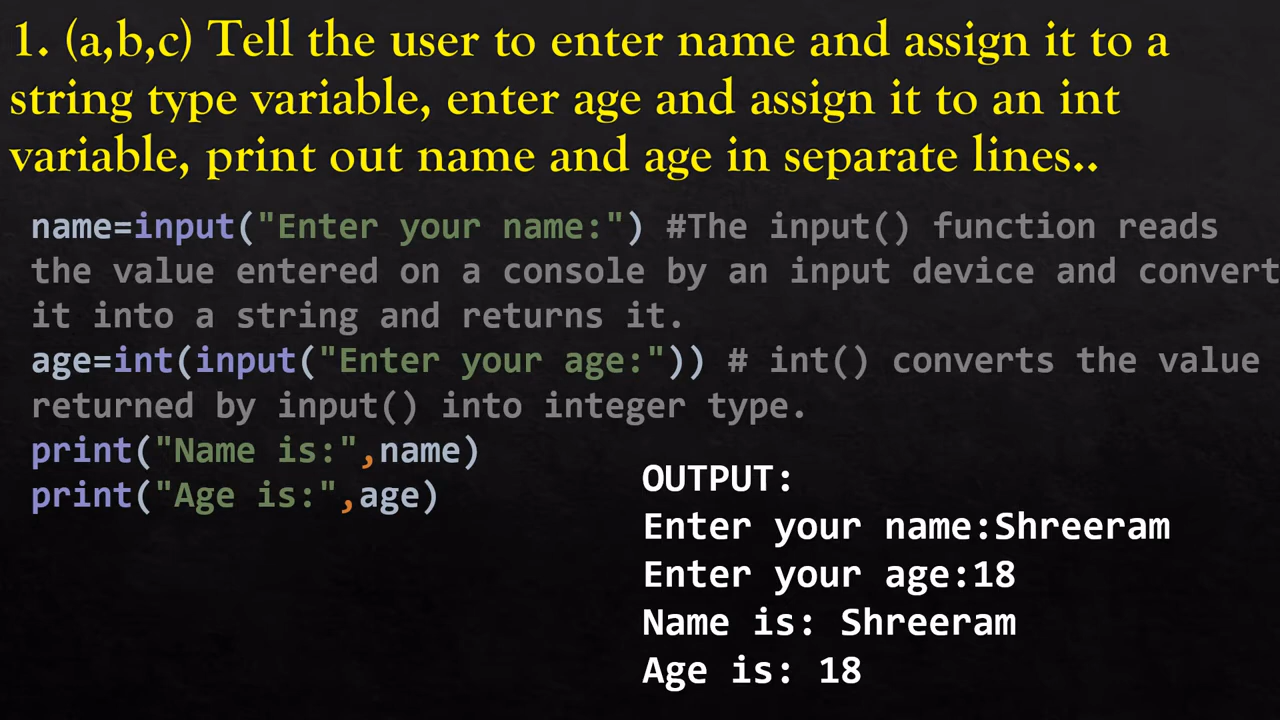 1. (a,b,c) Tell the user to enter name and assign it to a
string type variable, enter age and assign it to an int
variable, print out name and age in separate lines..
name=input("Enter your name:") #The input() function reads
the value entered on a console by an input device and convert
it into a string and returns it.
age=int(input("Enter your age:")) # int() converts the value
returned by input() into integer type.
print("Name is:",name)
print("Age is:",age)
OUTPUT:
Enter your name:Shreeram
Enter your age:18
Name is: Shreeram
Age is: 18